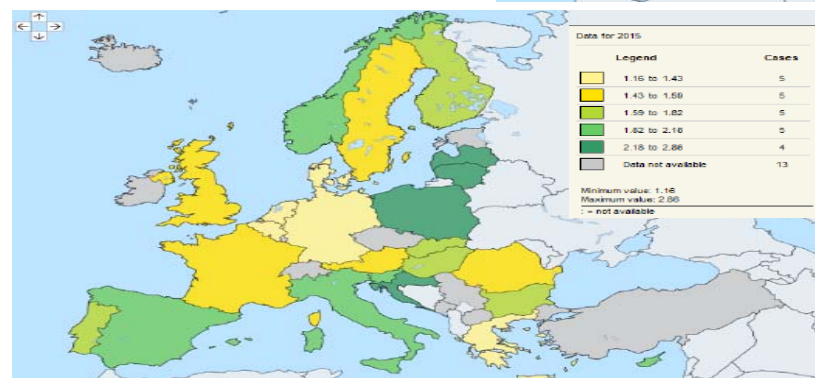 Data for 2015
Legend Cases
1.16 to 1.43 5
1.43 to 1.59 5
1.59 to 1.82 5
1.82 to 2.18 5
2.18 to 2.86 4
Data not available 13
Minimum value: 1.16
Maximum value: 2.86
: = not available